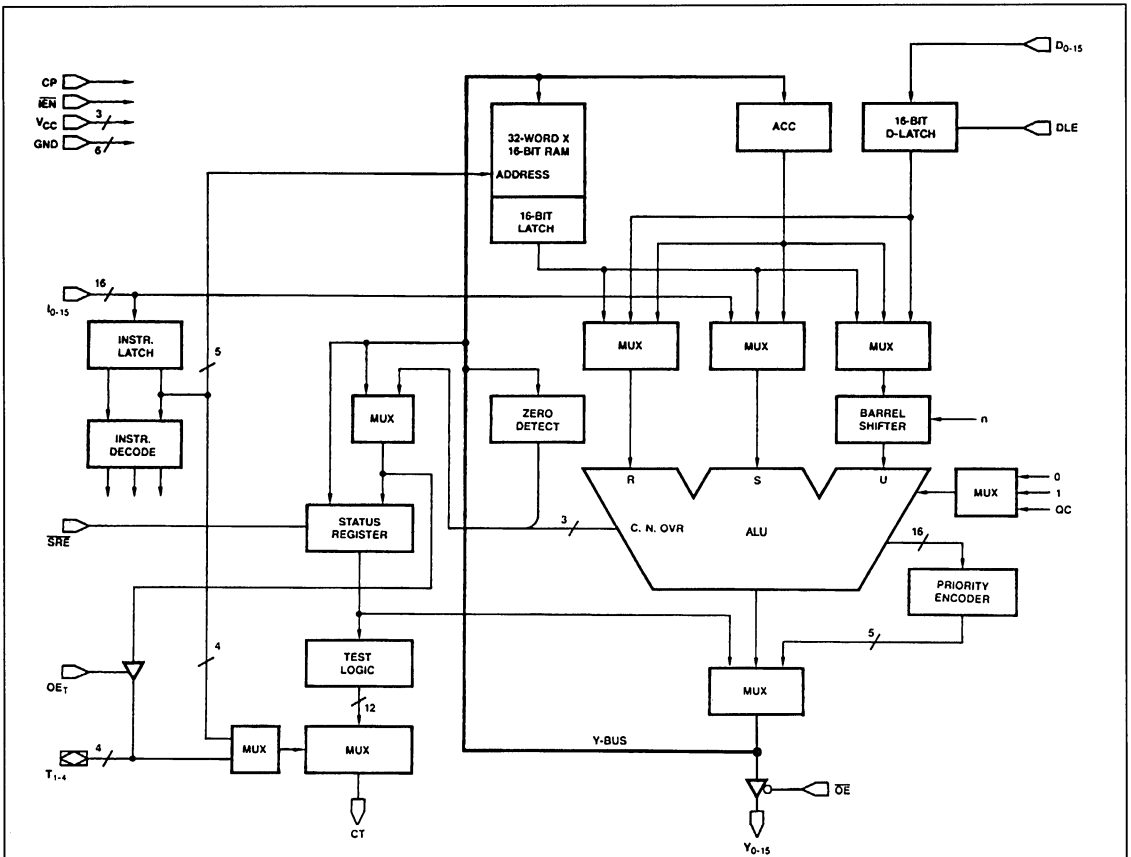 CP
IEN
VCC
3
GND
6
D0-15
32-WORD X
16-BIT RAM
ADDRESS
16-BIT
LATCH
ACC
16-BIT
D-LATCH
DLE
I0-15
16
INSTR.
LATCH
5
MUX
MUX
MUX
MUX
ZERO
DETECT
BARREL
SHIFTER
n
INSTR.
DECODE
R
S
U
MUX
0
1
QC
SRE
STATUS
REGISTER
3
C. N. OVR
ALU
16
PRIORITY
ENCODER
5
OET
4
TEST
LOGIC
12
MUX
T1-4
4
MUX
MUX
Y-BUS
OE
CT
Y0-15